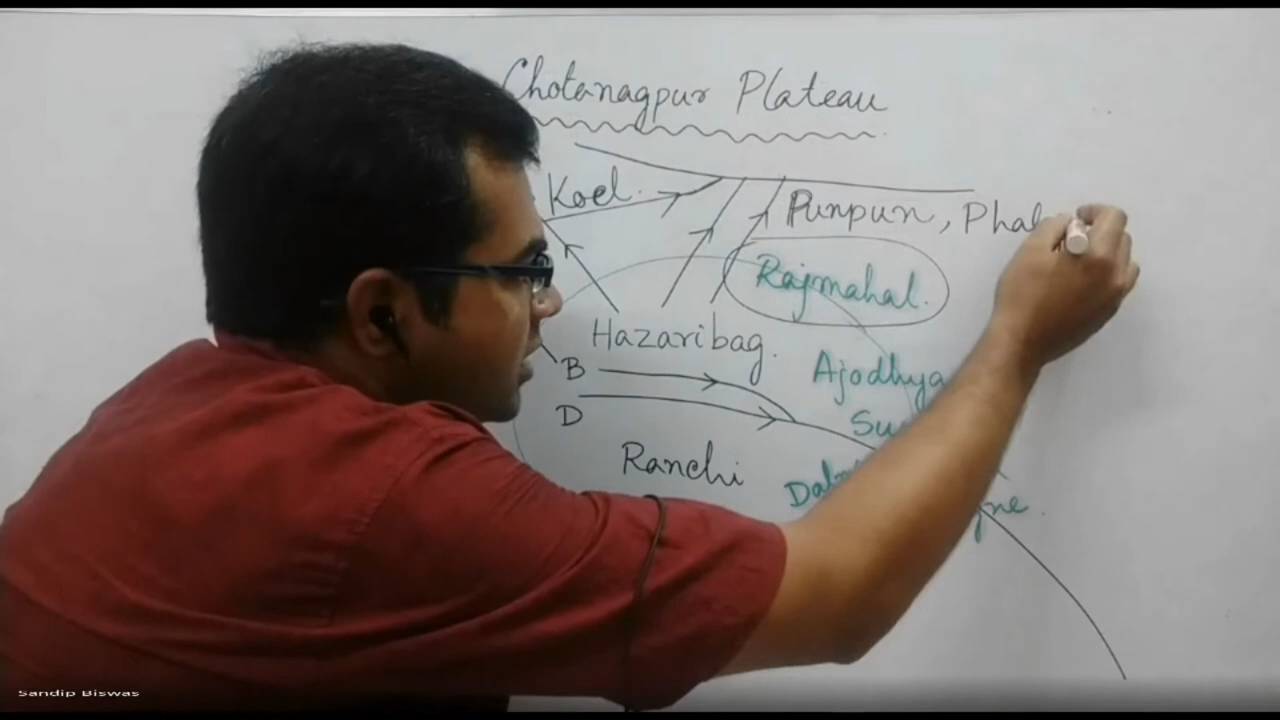 Chotanagpur Plateau
Koel.
Punpun, Phal
Rajmahal.
Hazaribag.
B
Ajodhya
D
Ranchi
Sandip Biswas